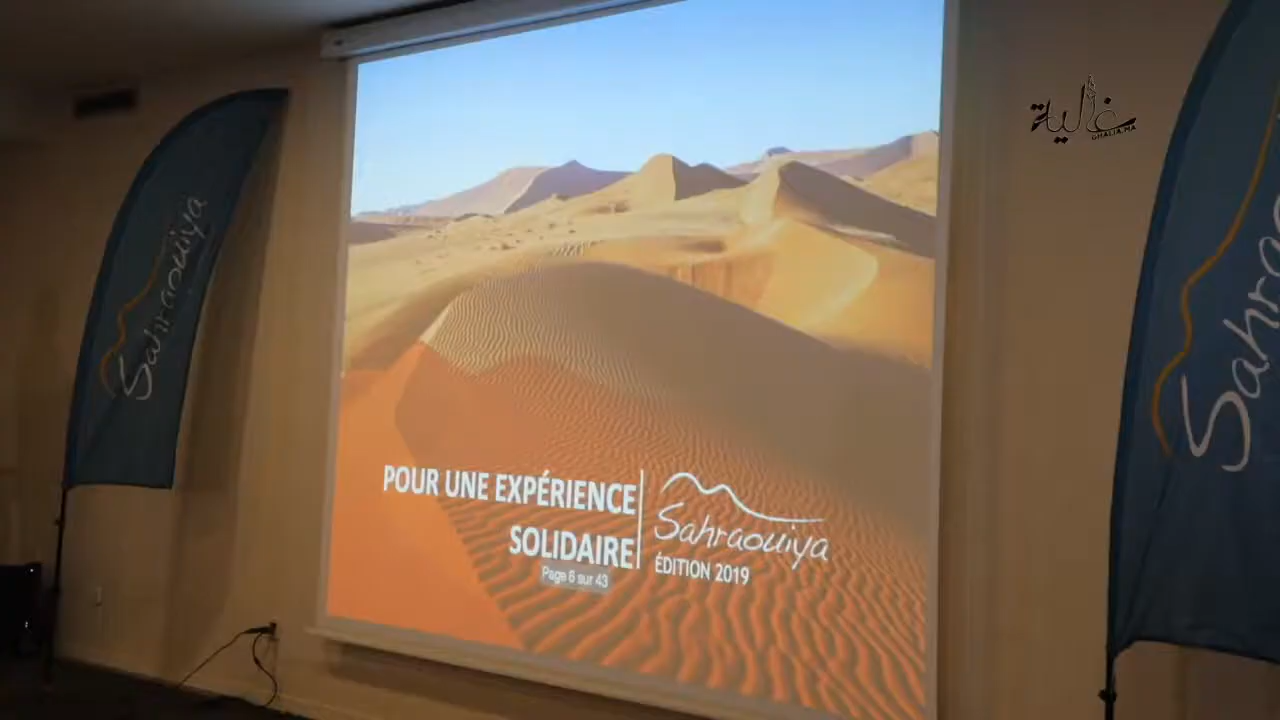 غالية
GHALIA.MA
Sahraouiya
POUR UNE EXPÉRIENCE
SOLIDAIRE
Sahraouiya
ÉDITION 2019
Page 6 sur 43
Sahra